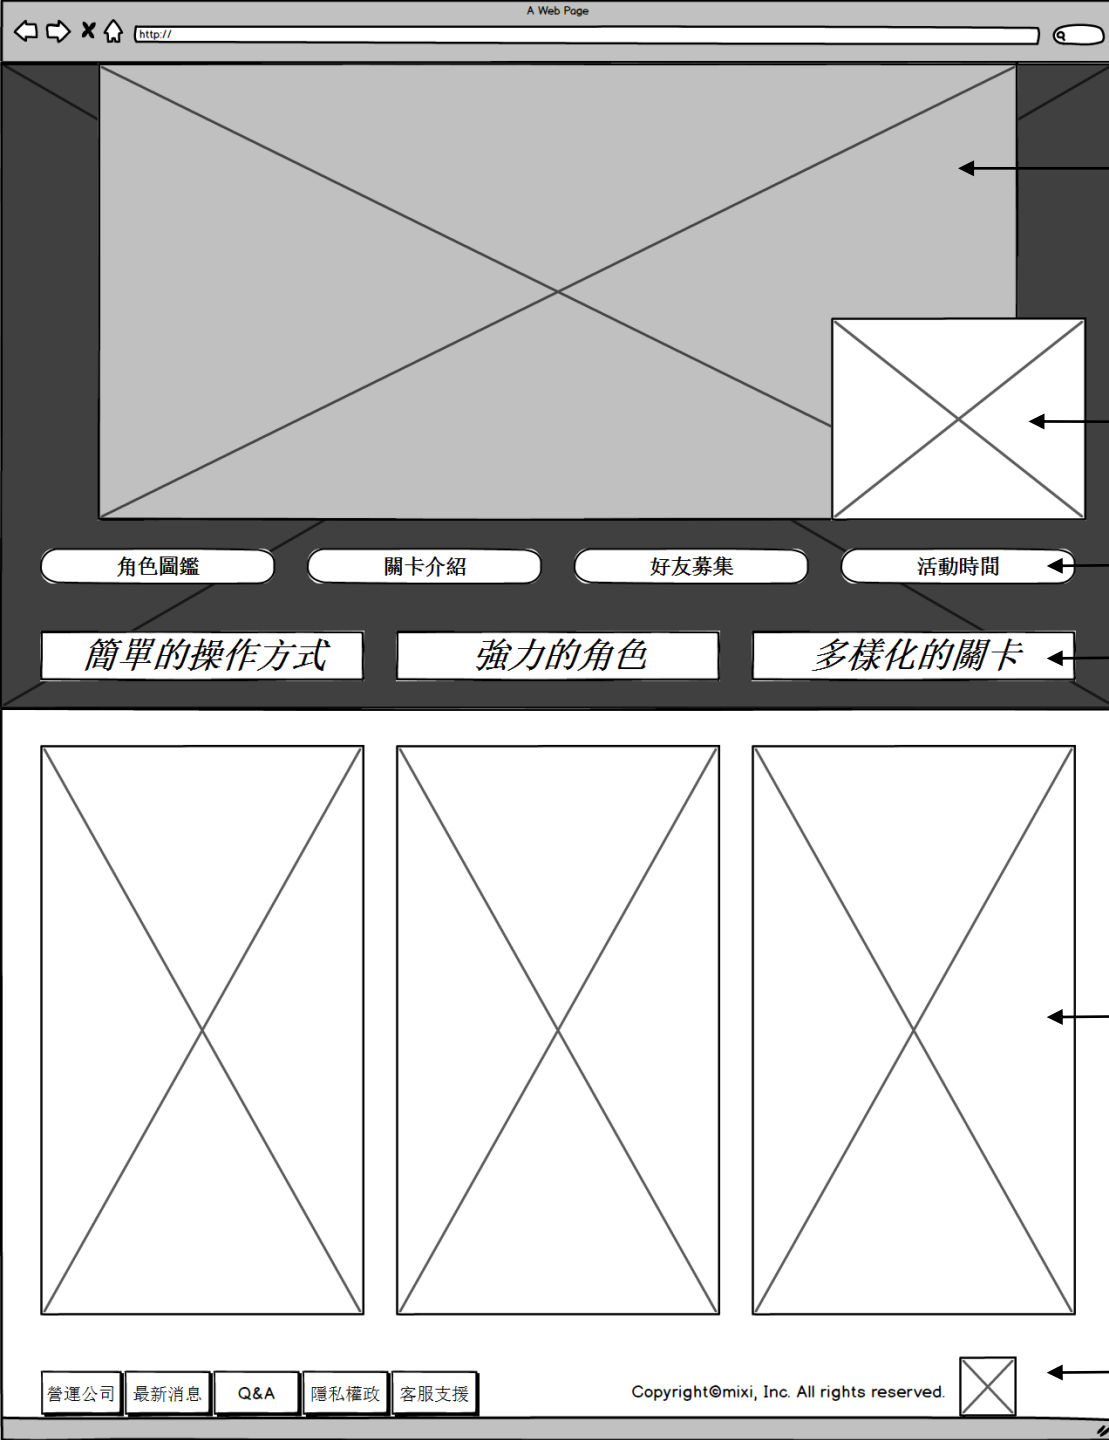 A Web Page
http://
角色圖鑑
關卡介紹
好友募集
活動時間
簡單的操作方式
強力的角色
多樣化的關卡
營運公司
最新消息
Q&A
隱私權政
客服支援
Copyright©mixi, Inc. All rights reserved.